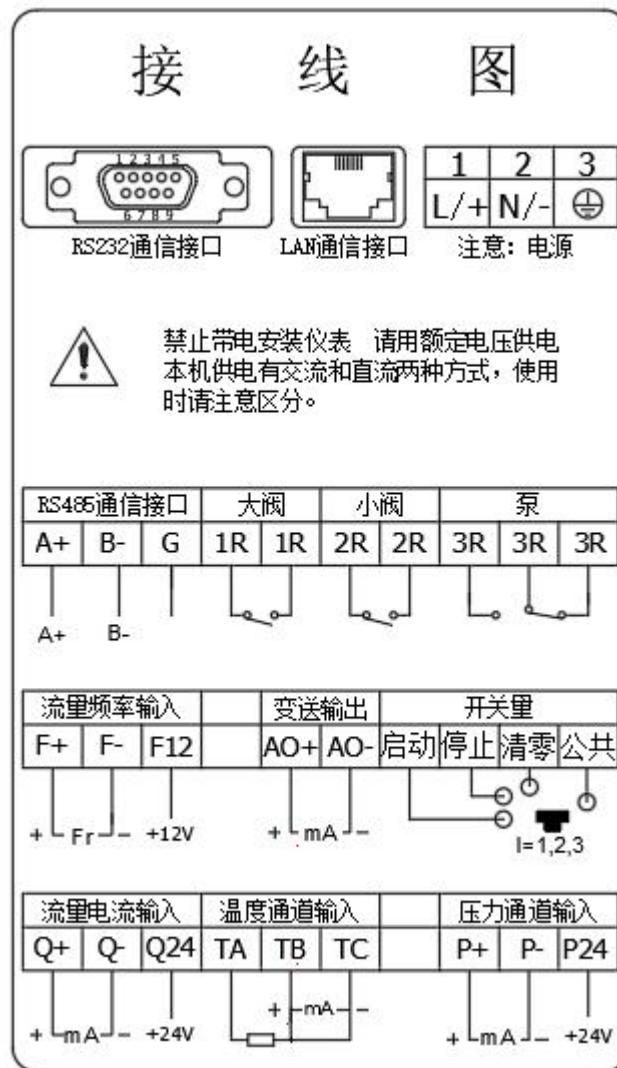 接 线 图
1 2 3 4 5
6 7 8 9
1 2 3
L/+ N/-
RS232通信接口 LAN通信接口 注意: 电源
禁止带电安装仪表 请用额定电压供电
本机供电有交流和直流两种方式，使用
时请注意区分。
RS485通信接口 大阀 小阀 泵
A+ B- G 1R 1R 2R 2R 3R 3R 3R
A+ B-
流量频率输入 变送输出 开关量
F+ F- F12 AO+ AO- 启动 停止 清零 公共
+ Fr - +12V + mA - I=1,2,3
流量电流输入 温度通道输入 压力通道输入
Q+ Q- Q24 TA TB TC P+ P- P24
+ mA -
+ mA - +24V + mA - +24V